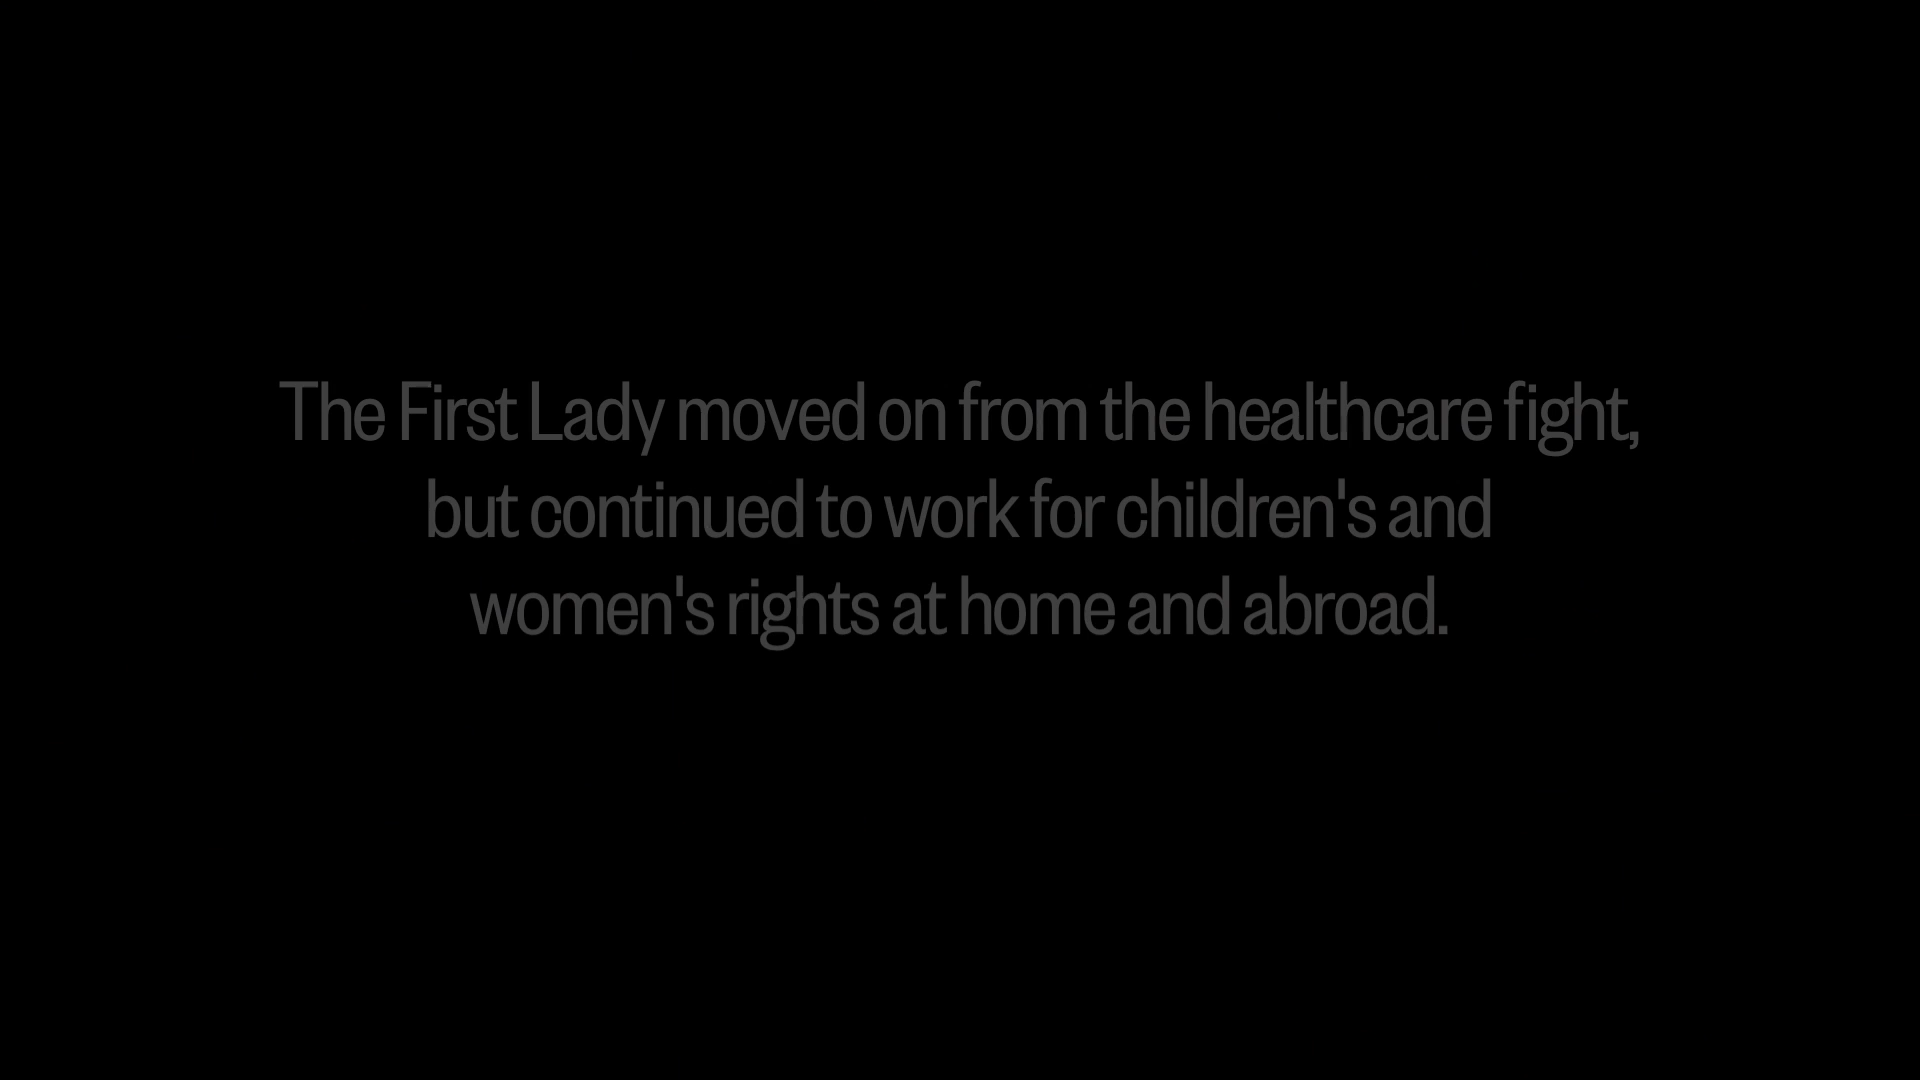 The First Lady moved on from the healthcare fight,
but continued to work for children's and
women's rights at home and abroad.